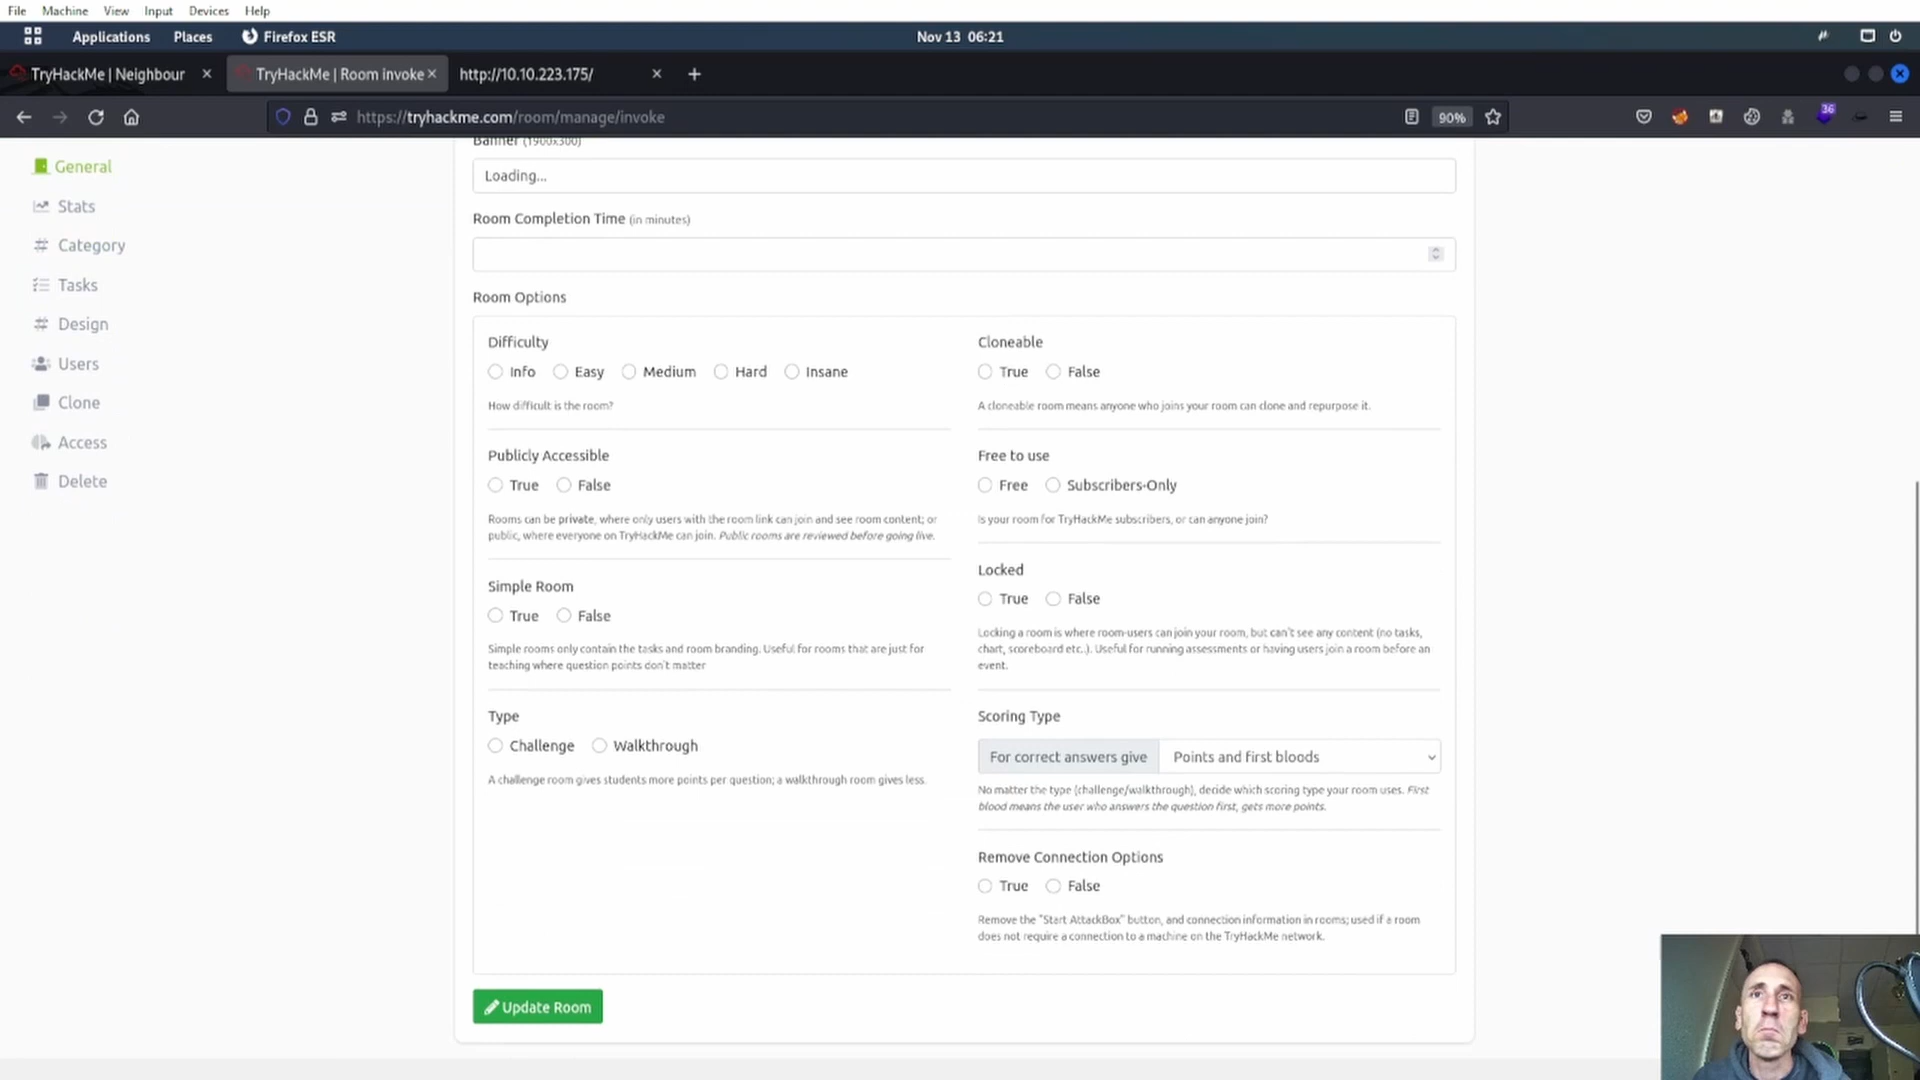 File Machine View Input Devices Help
Applications Places Firefox ESR Nov 13 06:21
TryHackMe | Neighbour TryHackMe | Room invoke http://10.10.223.175/
https://tryhackme.com/room/manage/invoke 90% 36
Banner (1900x300)
General
Loading...
Stats
Room Completion Time (in minutes)
Category
Tasks
Room Options
Design
Difficulty Cloneable
Users
Info Easy Medium Hard Insane True False
Clone
How difficult is the room? A cloneable room means anyone who joins your room can clone and repurpose it.
Access
Publicly Accessible Free to use
Delete
True False Free Subscribers-Only
Rooms can be private, where only users with the room link can join and see room content; or
public, where everyone on TryHackMe can join. Public rooms are reviewed before going live.
Is your room for TryHackMe subscribers, or can anyone join?
Simple Room
True False
Simple rooms only contain the tasks and room branding. Useful for rooms that are just for
teaching where question points don't matter
Locked
True False
Locking a room is where room-users can join your room, but can't see any content (no tasks,
chart, scoreboard etc..). Useful for running assessments or having users join a room before an
event.
Type
Challenge Walkthrough
A challenge room gives students more points per question; a walkthrough room gives less.
Scoring Type
For correct answers give Points and first bloods
No matter the type (challenge/walkthrough), decide which scoring type your room uses. First
blood means the user who answers the question first, gets more points.
Remove Connection Options
True False
Remove the "Start AttackBox" button, and connection information in rooms; used if a room
does not require a connection to a machine on the TryHackMe network.
Update Room